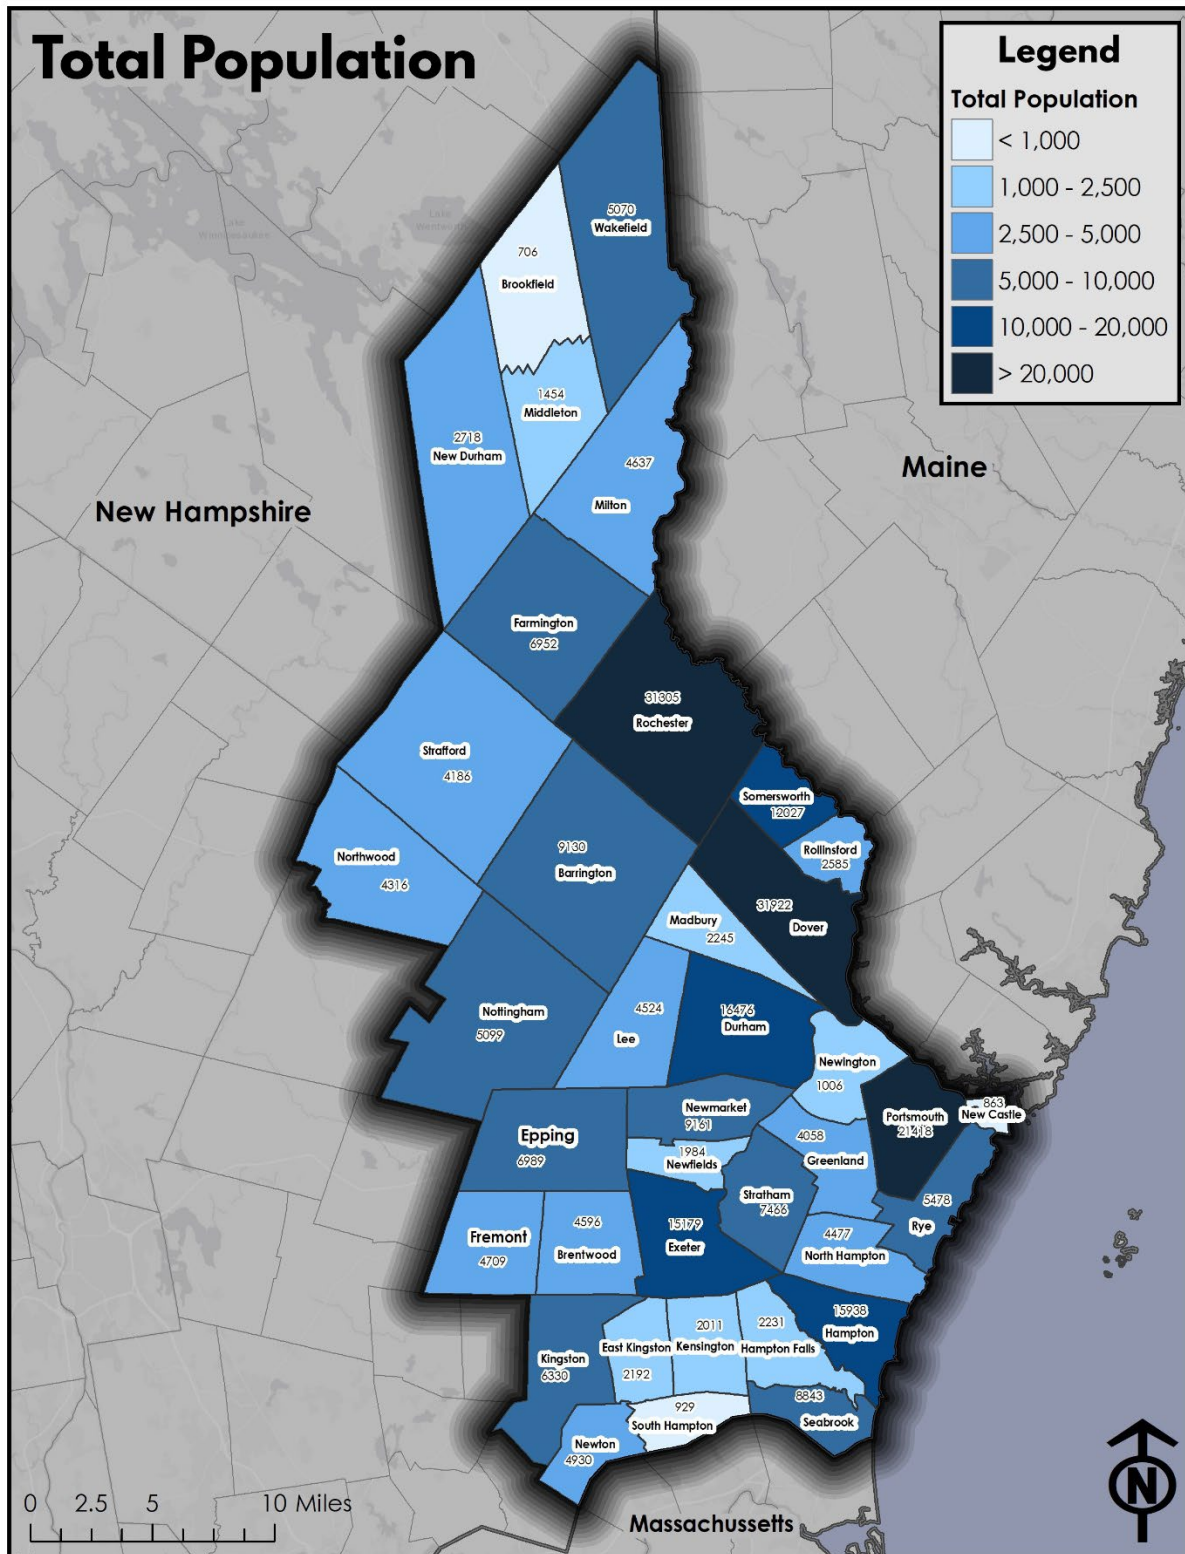 Total Population
Legend
Total Population
< 1,000
1,000 - 2,500
2,500 - 5,000
5,000 - 10,000
10,000 - 20,000
> 20,000
5070
Wakefield
706
Brookfield
1454
Middleton
2718
New Durham
4637
Milton
Maine
New Hampshire
Farmington
6952
31305
Rochester
Strafford
4186
Somersworth
12027
Rollinsford
2585
9130
Barrington
Northwood
4316
31922
Dover
Madbury
2245
Nottingham
5099
4524
Lee
16476
Durham
Newington
1006
Portsmouth
21418
863
New Castle
Newmarket
9161
Epping
6989
1984
Newfields
4058
Greenland
Stratham
7466
5478
Rye
Fremont
4709
4596
Brentwood
15179
Exeter
4477
North Hampton
15938
Hampton
Kingston
6330
East Kingston
2192
2011
Kensington
2231
Hampton Falls
8843
Seabrook
929
South Hampton
Newton
4930
0 2.5 5 10 Miles
Massachussetts
N